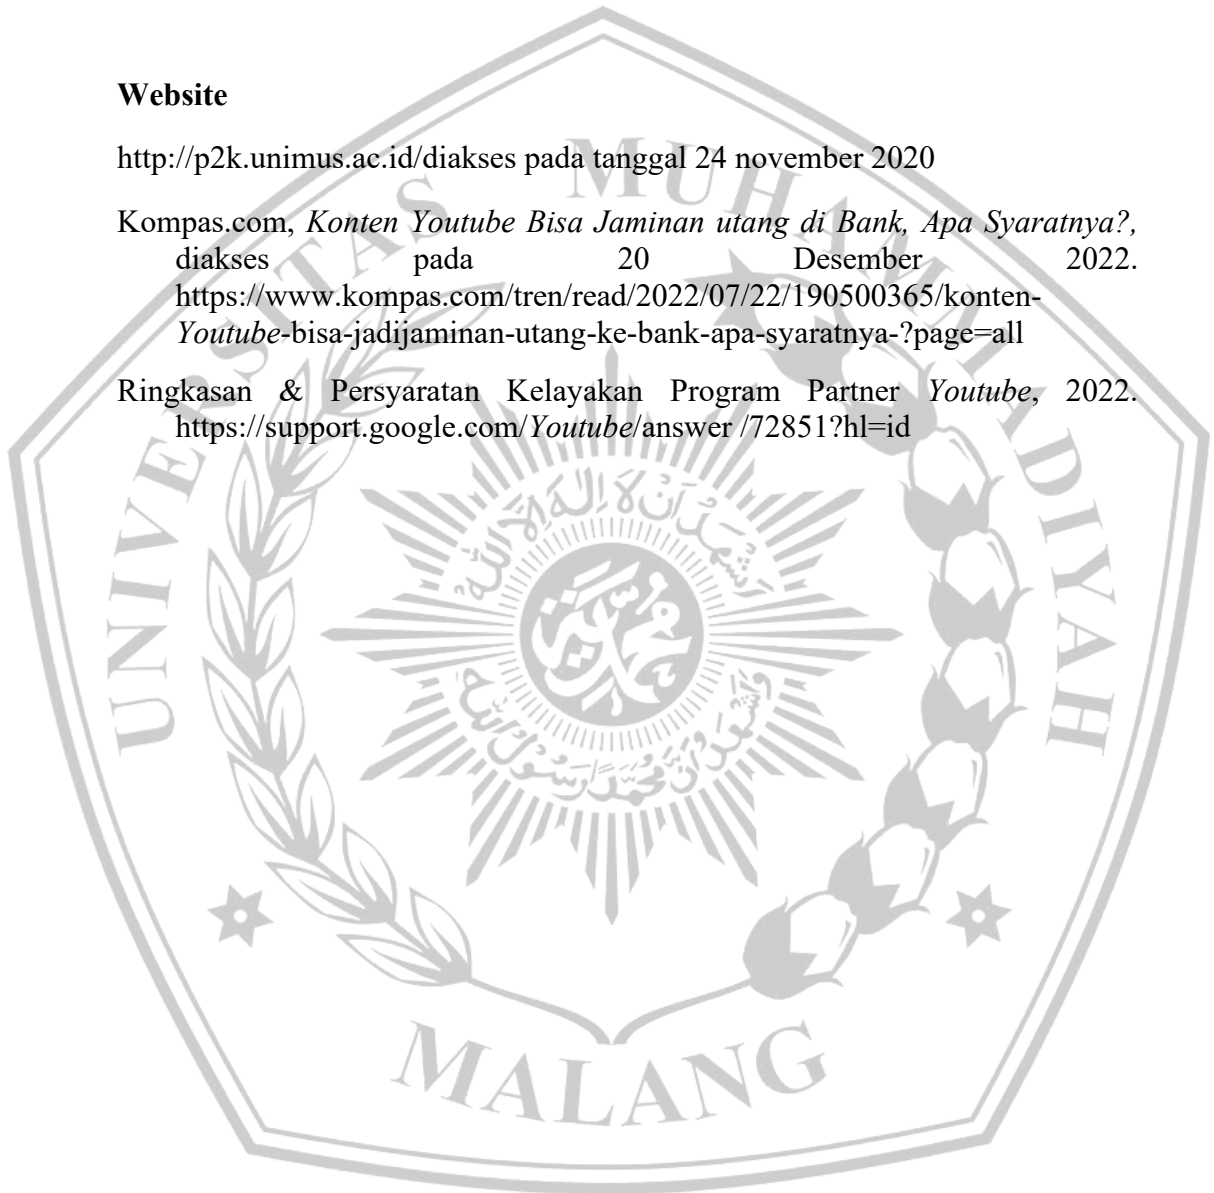 Website
http://p2k.unimus.ac.id/diakses pada tanggal 24 november 2020
Kompas.com, Konten Youtube Bisa Jaminan utang di Bank, Apa Syaratnya?,
diakses pada 20 Desember 2022.
https://www.kompas.com/tren/read/2022/07/22/190500365/konten-
Youtube-bisa-jadijaminan-utang-ke-bank-apa-syaratnya-?page=all
Ringkasan & Persyaratan Kelayakan Program Partner Youtube, 2022.
https://support.google.com/Youtube/answer /72851?hl=id
UNIVERSITAS MUHAMMADIYAH
MALANG